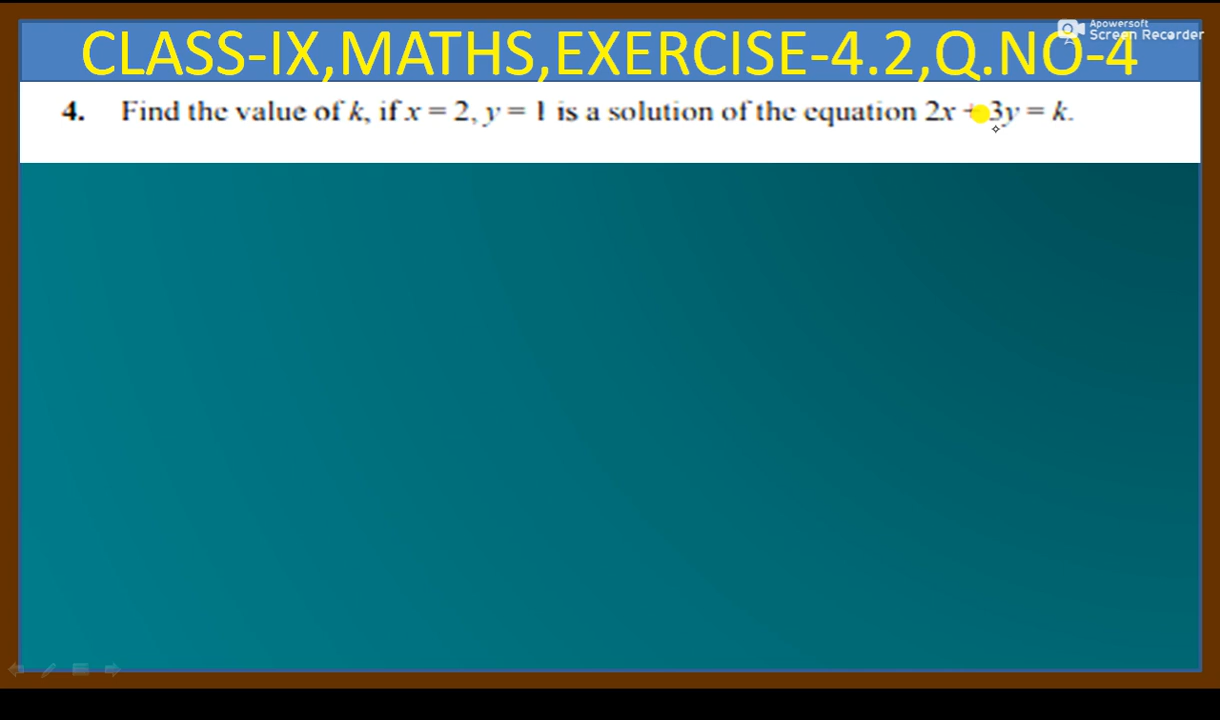 Apowersoft
Screen Recorder
CLASS-IX,MATHS,EXERCISE-4.2,Q.NO-4
4. Find the value of k, if x = 2, y = 1 is a solution of the equation 2x + 3y = k.